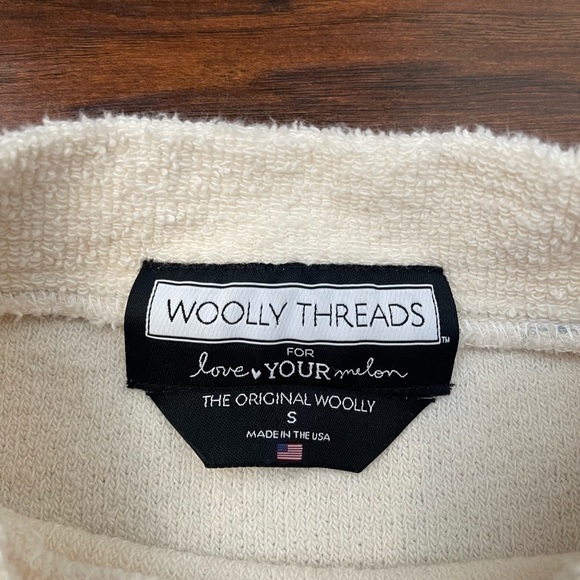 WOOLLY THREADS
™
FOR
love ♥ YOUR melon
THE ORIGINAL WOOLLY
S
MADE IN THE USA